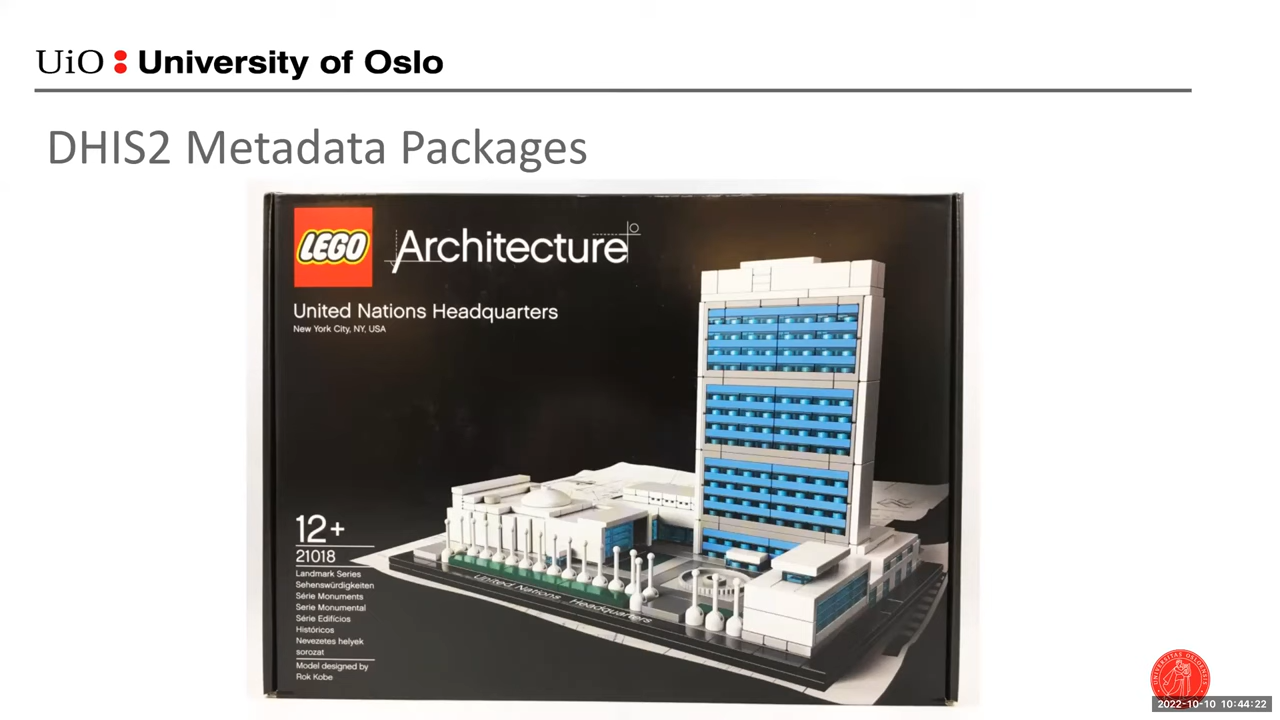 UiO : University of Oslo
DHIS2 Metadata Packages
LEGO Architecture
United Nations Headquarters
New York City, NY, USA
12+
21018
Landmark Series
Sehenswürdigkeiten
Série Monuments
Serie Monumental
Série Edifícios
Históricos
Nevezetes helyek
sorozat
Model designed by
Rok Kobe
United Nations Headquarters
UNIVERSITAS OSLOENSIS
2022-10-10 10:44:22